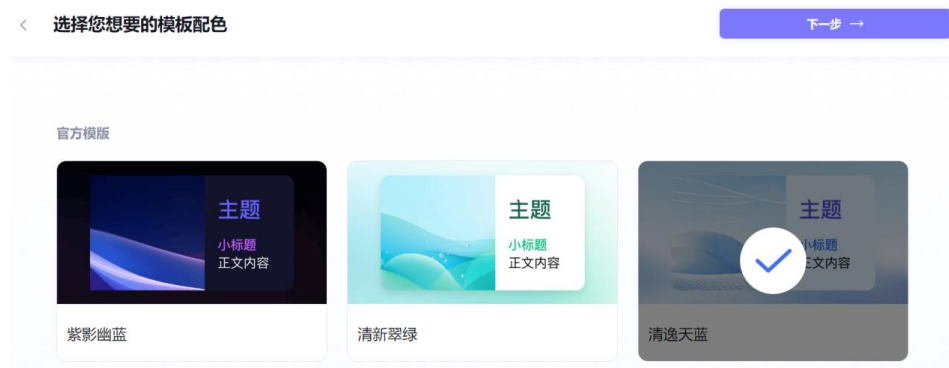 选择您想要的模板配色
下一步 →
官方模版
主题
小标题
正文内容
紫影幽蓝
主题
小标题
正文内容
清新翠绿
主题
小标题
正文内容
清逸天蓝